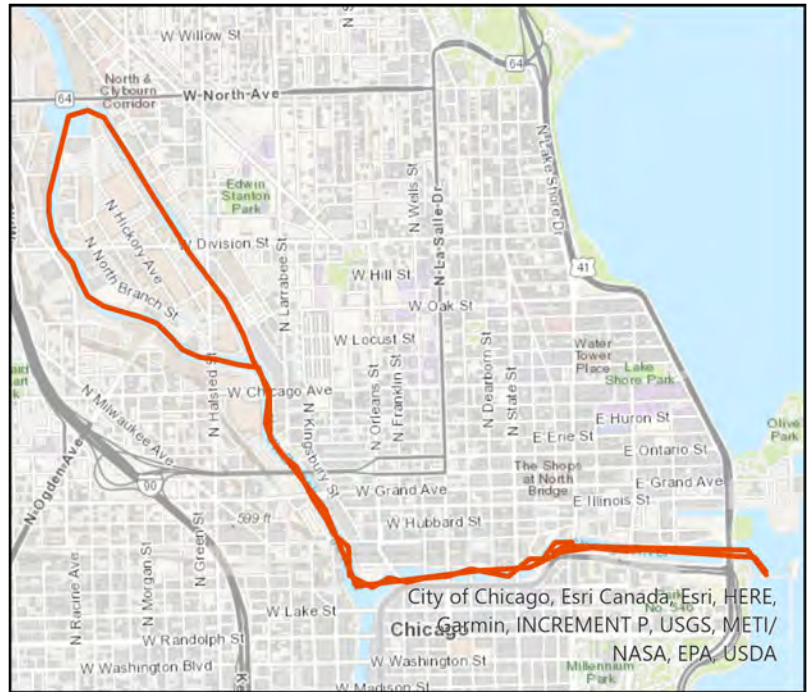 W Willow St
N S
64
North &
Clybourn
Corridor
W-North-Ave
64
N Lake Shore Dr
Edwin
Stanton
Park
N Wells St
N-La-Salle-Dr
N Hickory Ave
W Division St
N North Branch St
N Larrabee St
W Hill St
41
W Oak St
W Locust St
N Halsted St
N Orleans St
N Franklin St
N Dearborn St
N State St
Water
Tower
Place
Lake
Shore Park
W Chicago Ave
N Milwaukee Ave
N Kingsbury St
E Huron St
E Erie St
Olive
Park
E Ontario St
The Shops
at North
Bridge
E Grand Ave
N-Ogden-Ave
90
W Grand Ave
E Illinois St
599 ft
W Hubbard St
N Green St
N Racine Ave
N Morgan St
W Lake St
City of Chicago, Esri Canada, Esri, HERE,
Garmin, INCREMENT P, USGS, METI/
NASA, EPA, USDA
No. 546
Chicago
W Randolph St
W Washington Blvd
W Washington St
Millennium
Park
W Madison St